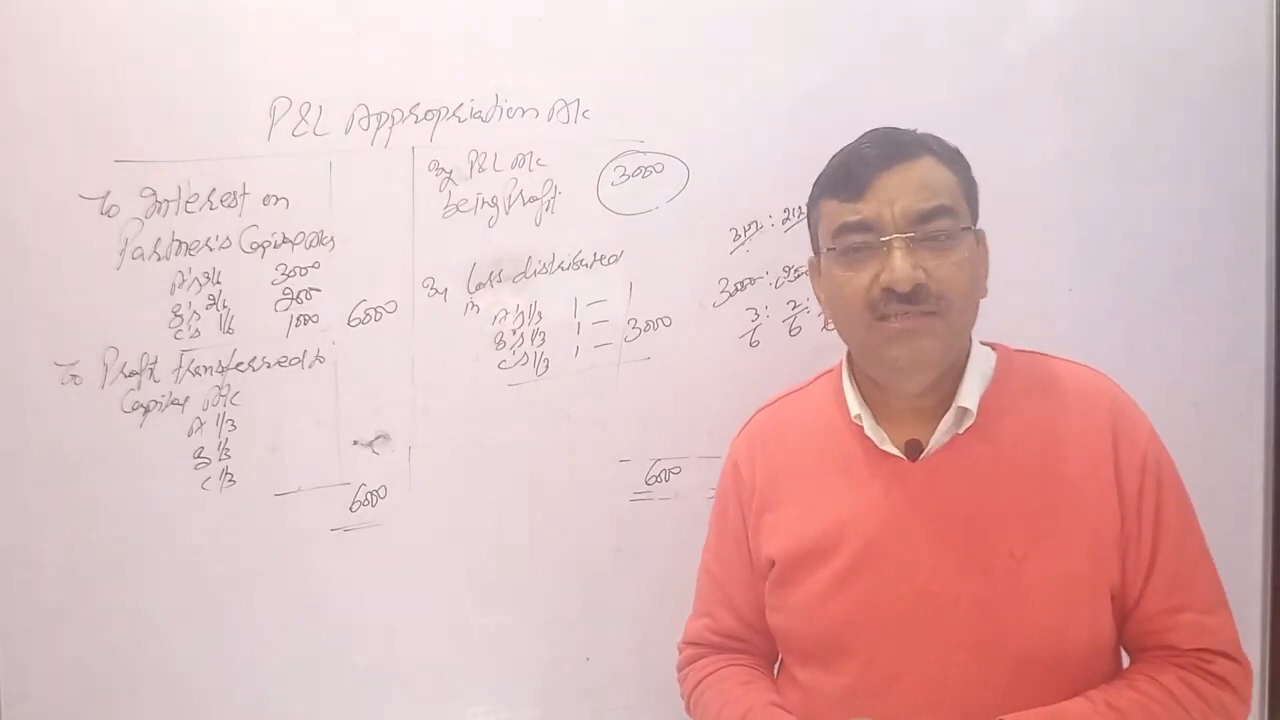 P&L Appropriation A/c
To Interest on
Partner's Capital A/cs
A's 3/6 3000
B's 2/6 2000
C's 1/6 1000 6000
To Profit transferred to
Capital A/c
A 1/3
B 1/3
C 1/3
6000
By P&L A/c
being Profit 3000
By Loss distributed
in A's 1/3 1 —
B's 1/3 1 —
C's 1/3 1 — 3000
600
3000 :
3/6 : 2/6 :